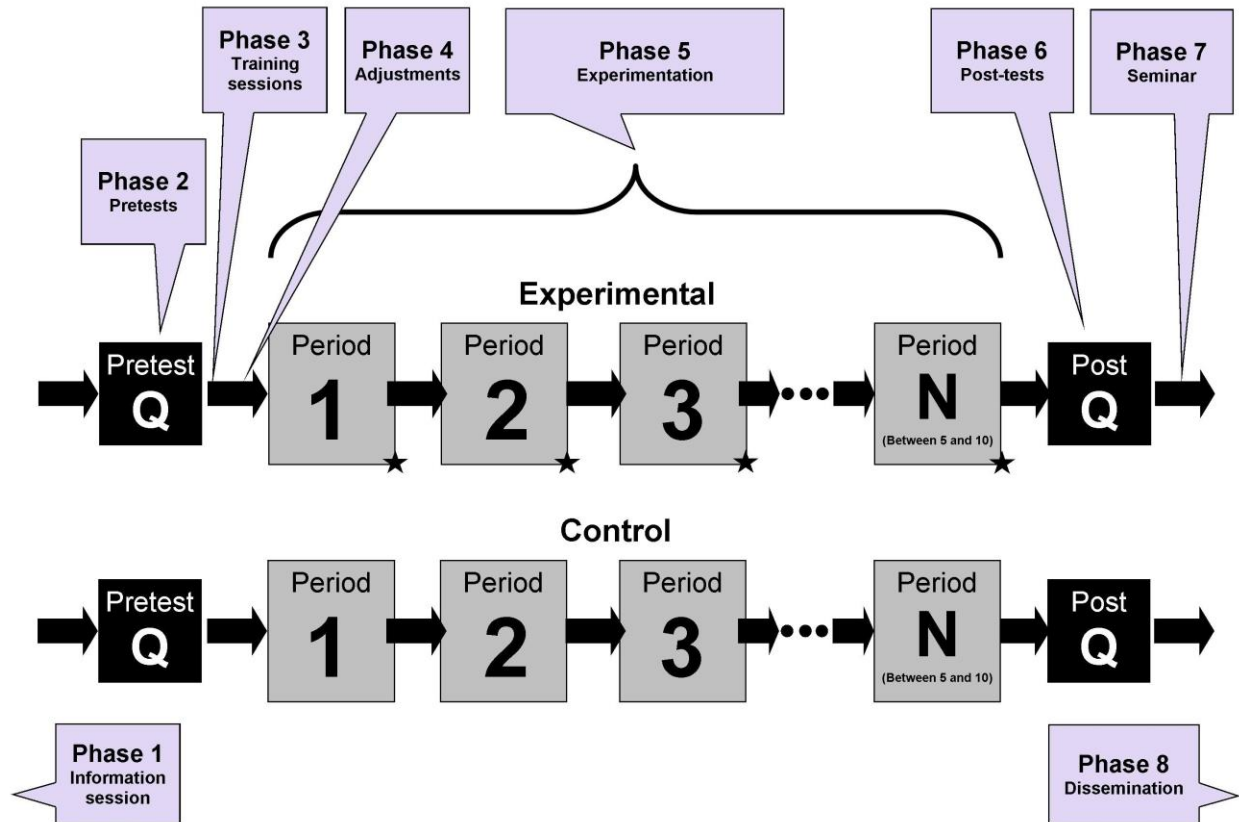 Phase 3
Training
sessions
Phase 4
Adjustments
Phase 5
Experimentation
Phase 6
Post-tests
Phase 7
Seminar
Phase 2
Pretests
Experimental
Pretest
Q
Period
1
Period
2
Period
3
Period
N
(Between 5 and 10)
Post
Q
Control
Pretest
Q
Period
1
Period
2
Period
3
Period
N
(Between 5 and 10)
Post
Q
Phase 1
Information
session
Phase 8
Dissemination